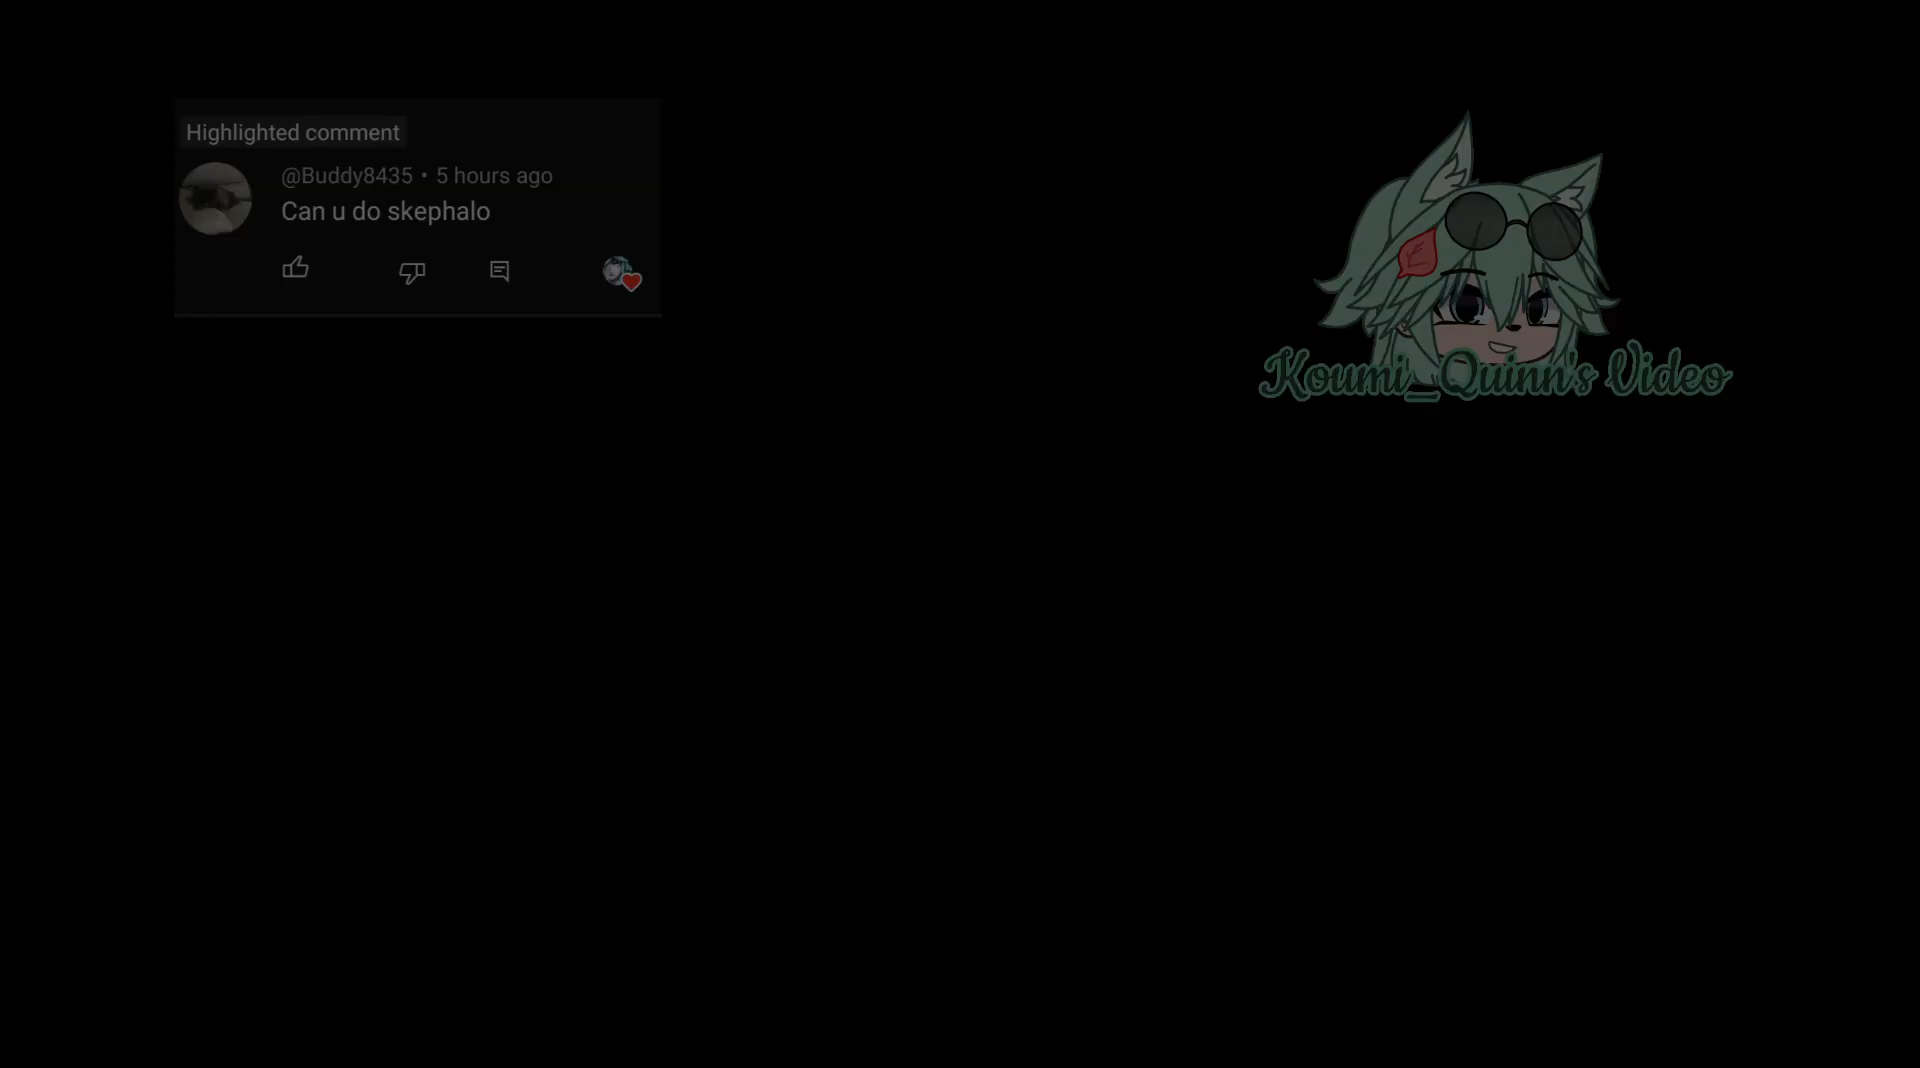 Highlighted comment
@Buddy8435 • 5 hours ago
Can u do skephalo
Koumi_Quinn's Video